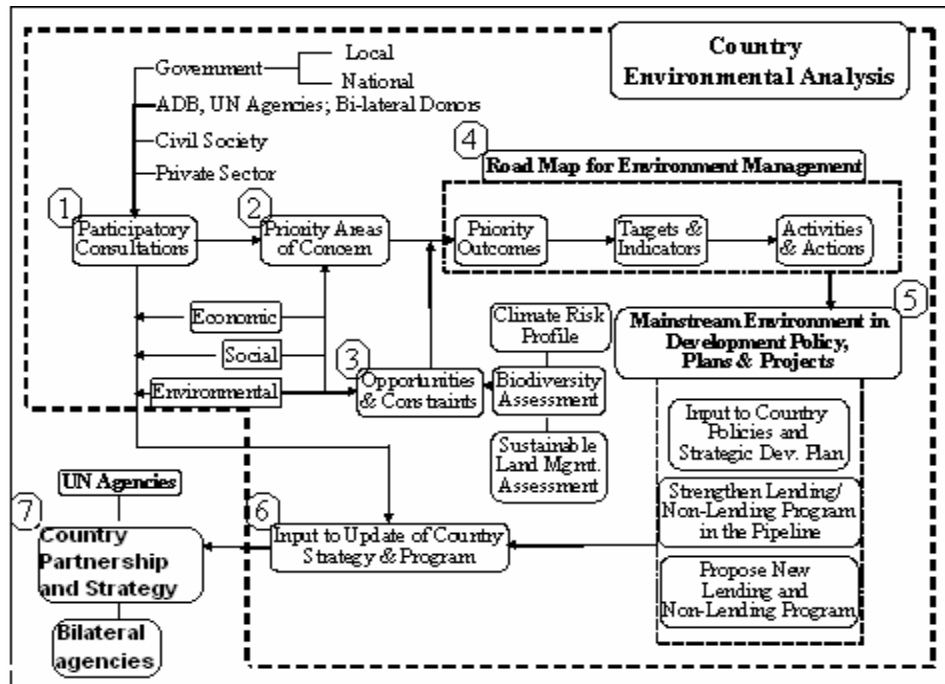 Country
Environmental Analysis
Local
Government
National
ADB, UN Agencies; Bi-lateral Donors
Civil Society
Private Sector
1
Participatory
Consultations
2
Priority Areas
of Concern
4
Road Map for Environment Management
Priority
Outcomes
Targets &
Indicators
Activities
& Actions
Economic
Social
Environmental
3
Opportunities
& Constraints
Climate Risk
Profile
Biodiversity
Assessment
Sustainable
Land Mgmt.
Assessment
5
Mainstream Environment in
Development Policy,
Plans & Projects
Input to Country
Policies and
Strategic Dev. Plan
Strengthen Lending/
Non-Lending Program
in the Pipeline
Propose New
Lending and
Non-Lending Program
6
Input to Update of Country
Strategy & Program
UN Agencies
7
Country
Partnership
and Strategy
Bilateral
agencies